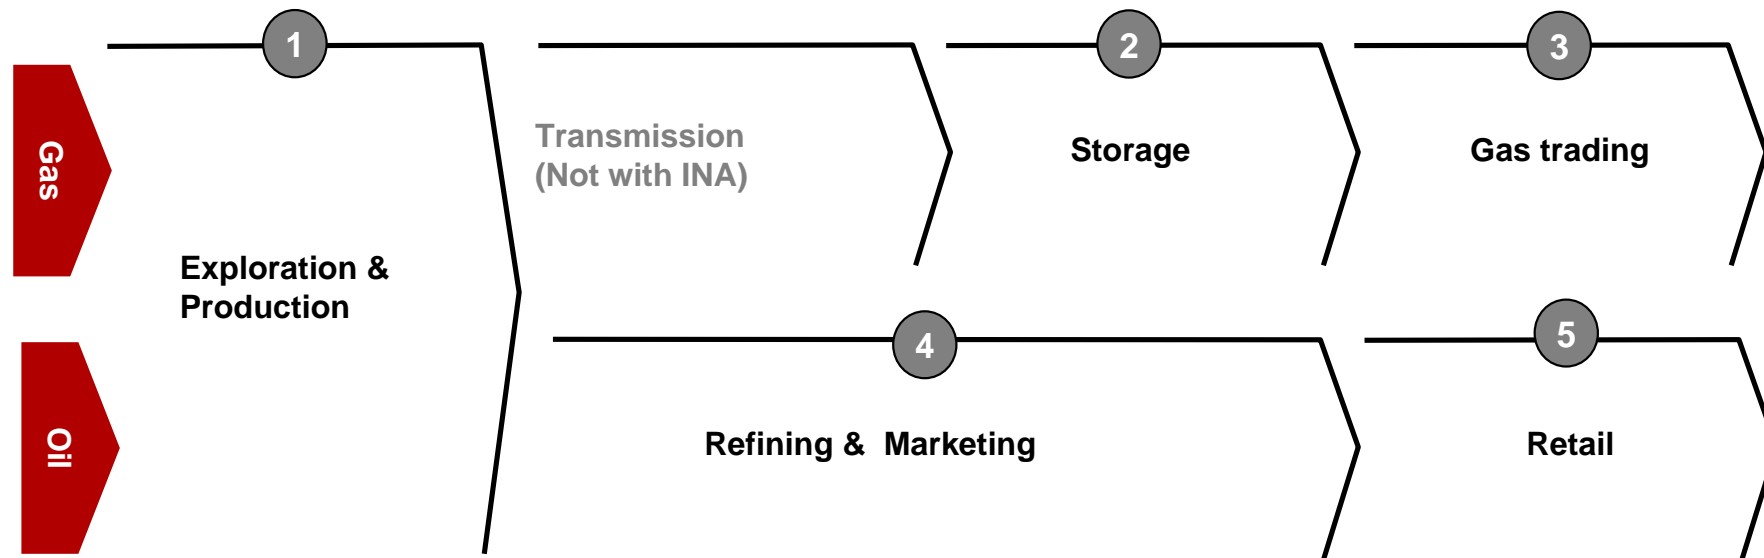 1
2
3
Gas
Transmission
(Not with INA)
Storage
Gas trading
Exploration &
Production
4
5
Oil
Refining &  Marketing
Retail